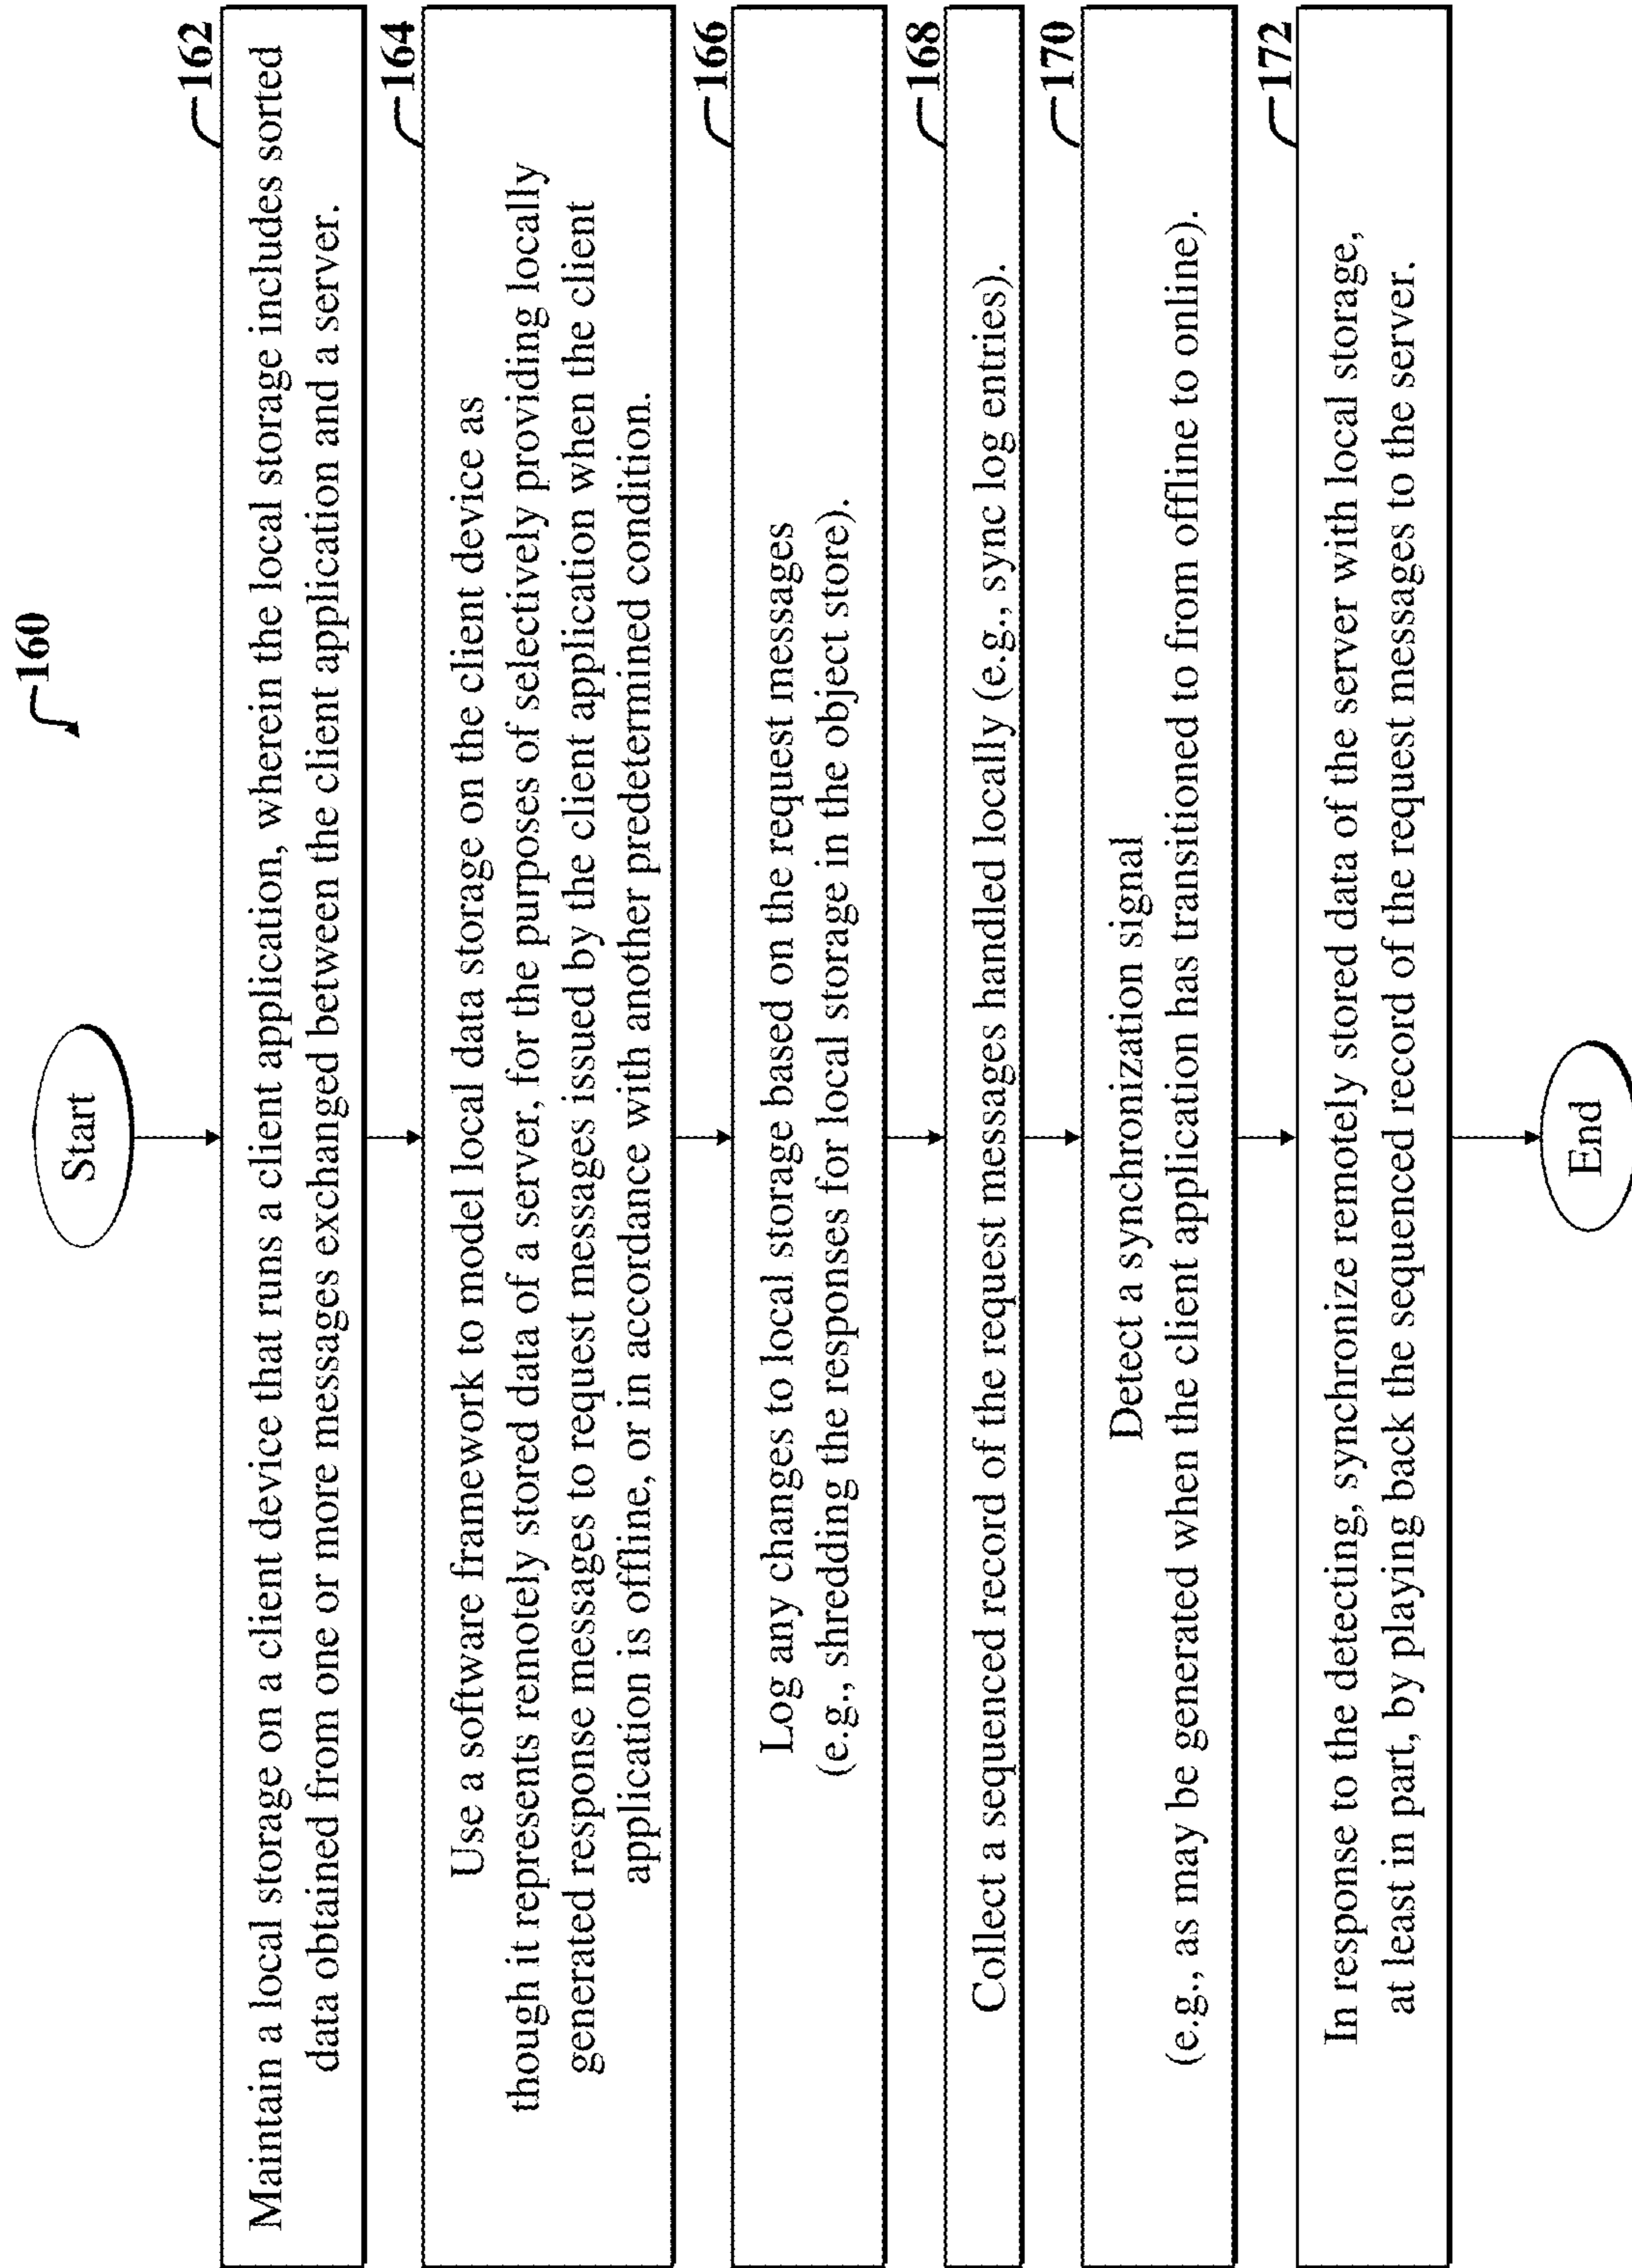 160
Start
162
Maintain a local storage on a client device that runs a client application, wherein the local storage includes sorted
data obtained from one or more messages exchanged between the client application and a server.
164
Use a software framework to model local data storage on the client device as
though it represents remotely stored data of a server, for the purposes of selectively providing locally
generated response messages to request messages issued by the client application when the client
application is offline, or in accordance with another predetermined condition.
166
Log any changes to local storage based on the request messages
(e.g., shredding the responses for local storage in the object store).
168
Collect a sequenced record of the request messages handled locally (e.g., sync log entries).
170
Detect a synchronization signal
(e.g., as may be generated when the client application has transitioned to from offline to online).
172
In response to the detecting, synchronize remotely stored data of the server with local storage,
at least in part, by playing back the sequenced record of the request messages to the server.
End